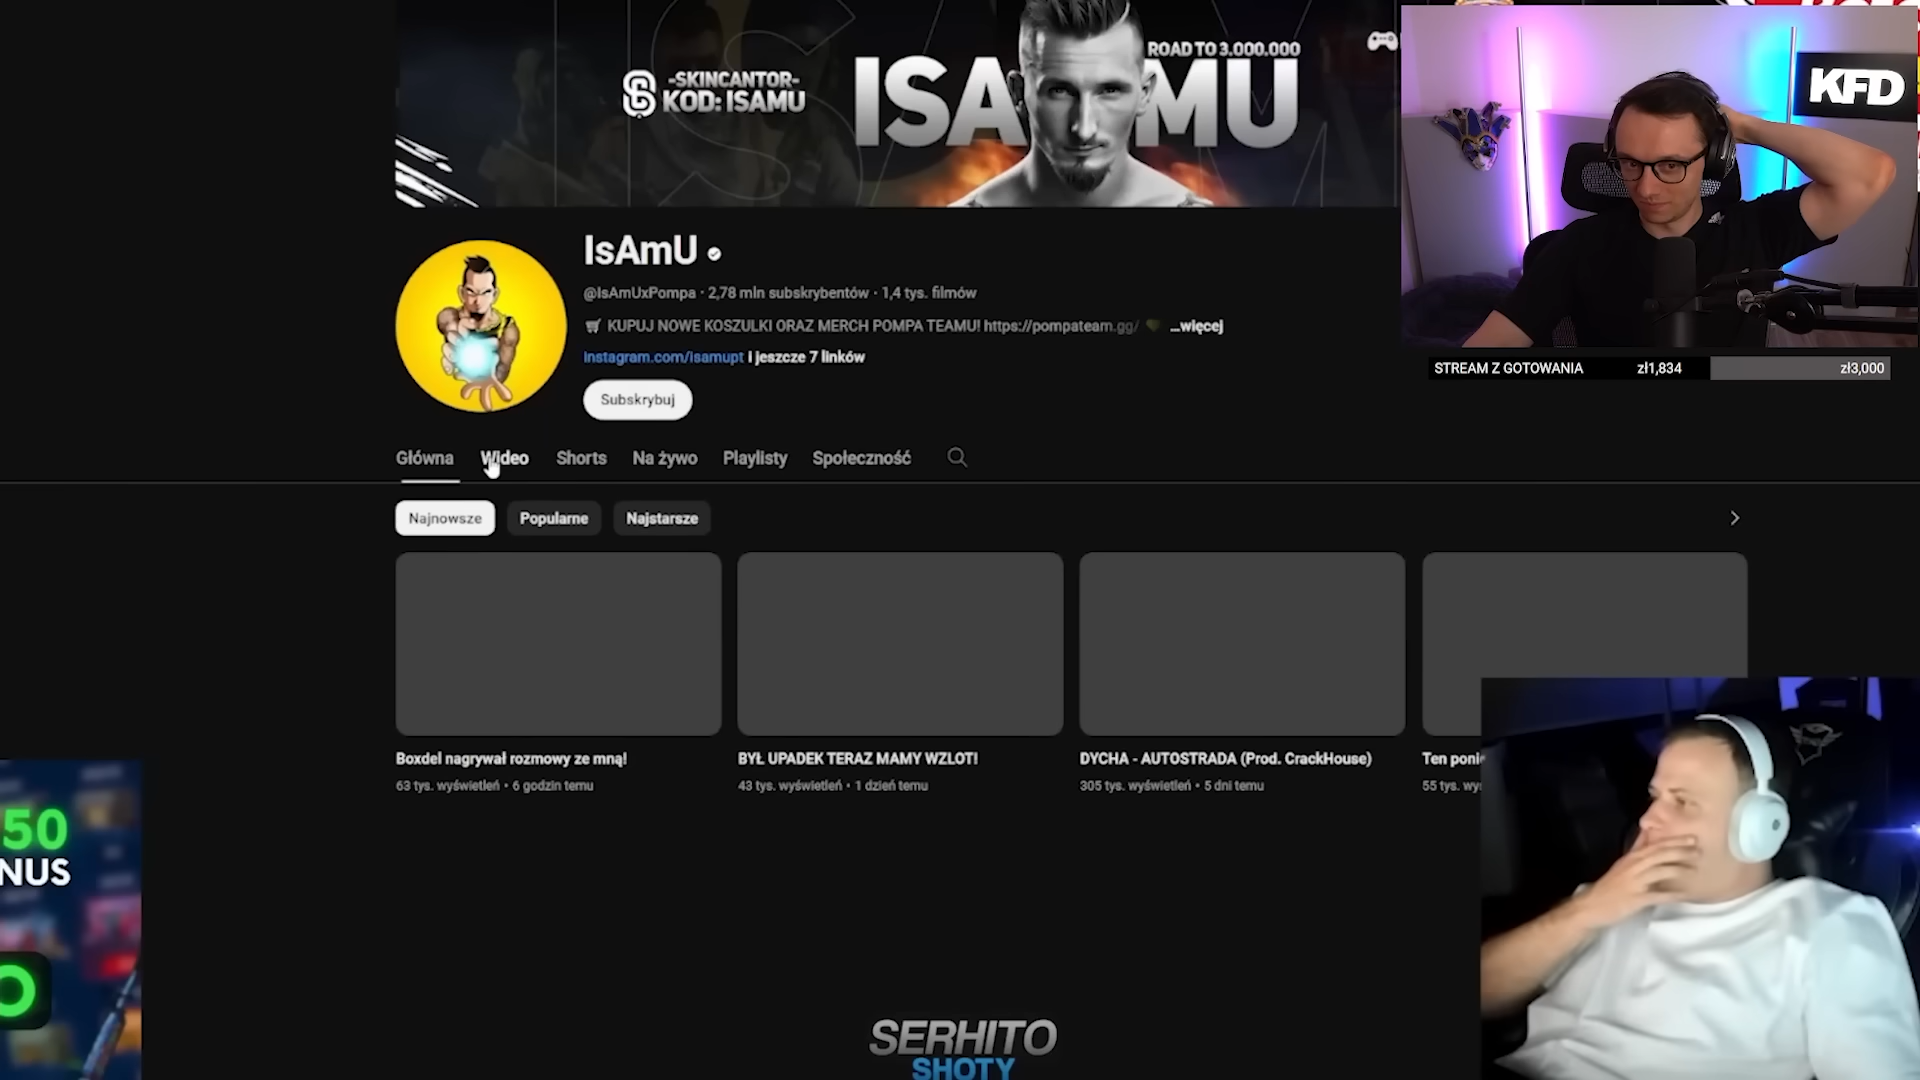 -SKINCANTOR-
KOD: ISAMU
ROAD TO 3.000.000
ISAMU
KFD
IsAmU
@IsAmUxPompa · 2,78 mln subskrybentów · 1,4 tys. filmów
KUPUJ NOWE KOSZULKI ORAZ MERCH POMPA TEAMU! https://pompateam.gg/ ...więcej
instagram.com/isamupt i jeszcze 7 linków
STREAM Z GOTOWANIA zł1,834 zł3,000
Subskrybuj
Główna Wideo Shorts Na żywo Playlisty Społeczność
Najnowsze Popularne Najstarsze
Boxdel nagrywał rozmowy ze mną!
63 tys. wyświetleń • 6 godzin temu
BYŁ UPADEK TERAZ MAMY WZLOT!
43 tys. wyświetleń • 1 dzień temu
DYCHA - AUTOSTRADA (Prod. CrackHouse)
305 tys. wyświetleń • 5 dni temu
Ten
55 tys.
50
NUS
SERHITO
SHOTY